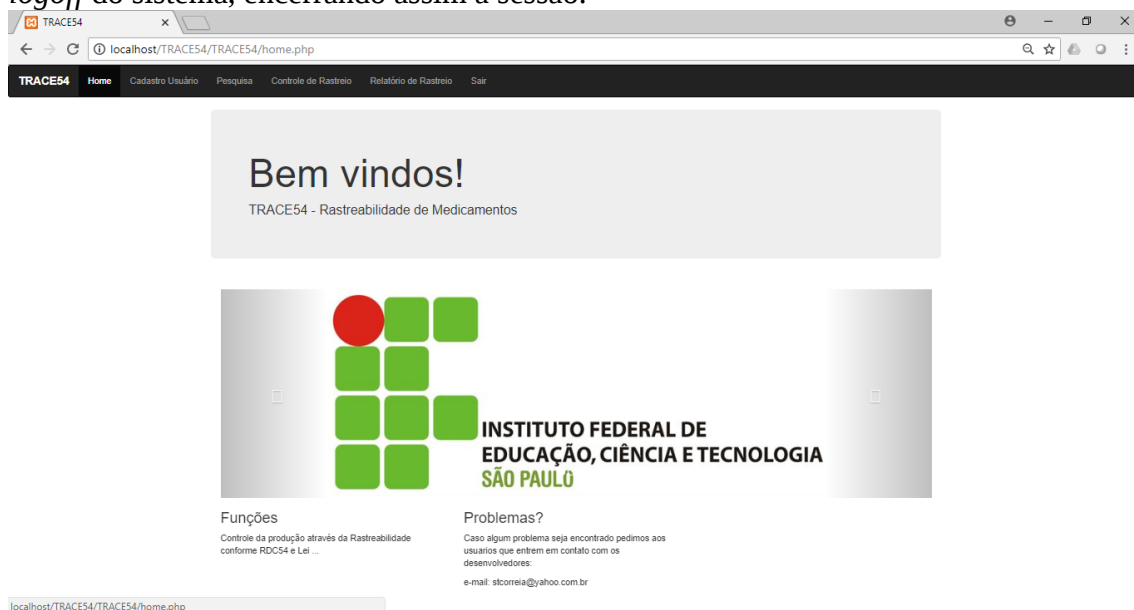 logoff do sistema, encerrando assim a sessão.
TRACE54
localhost/TRACE54/TRACE54/home.php
TRACE54 Home Cadastro Usuário Pesquisa Controle de Rastreio Relatório de Rastreio Sair
Bem vindos!
TRACE54 - Rastreabilidade de Medicamentos
INSTITUTO FEDERAL DE
EDUCAÇÃO, CIÊNCIA E TECNOLOGIA
SÃO PAULO
Funções
Controle da produção através da Rastreabilidade
conforme RDC54 e Lei ...
Problemas?
Caso algum problema seja encontrado pedimos aos
usuarios que entrem em contato com os
desenvolvedores:
e-mail: stcorreia@yahoo.com.br
localhost/TRACE54/TRACE54/home.php